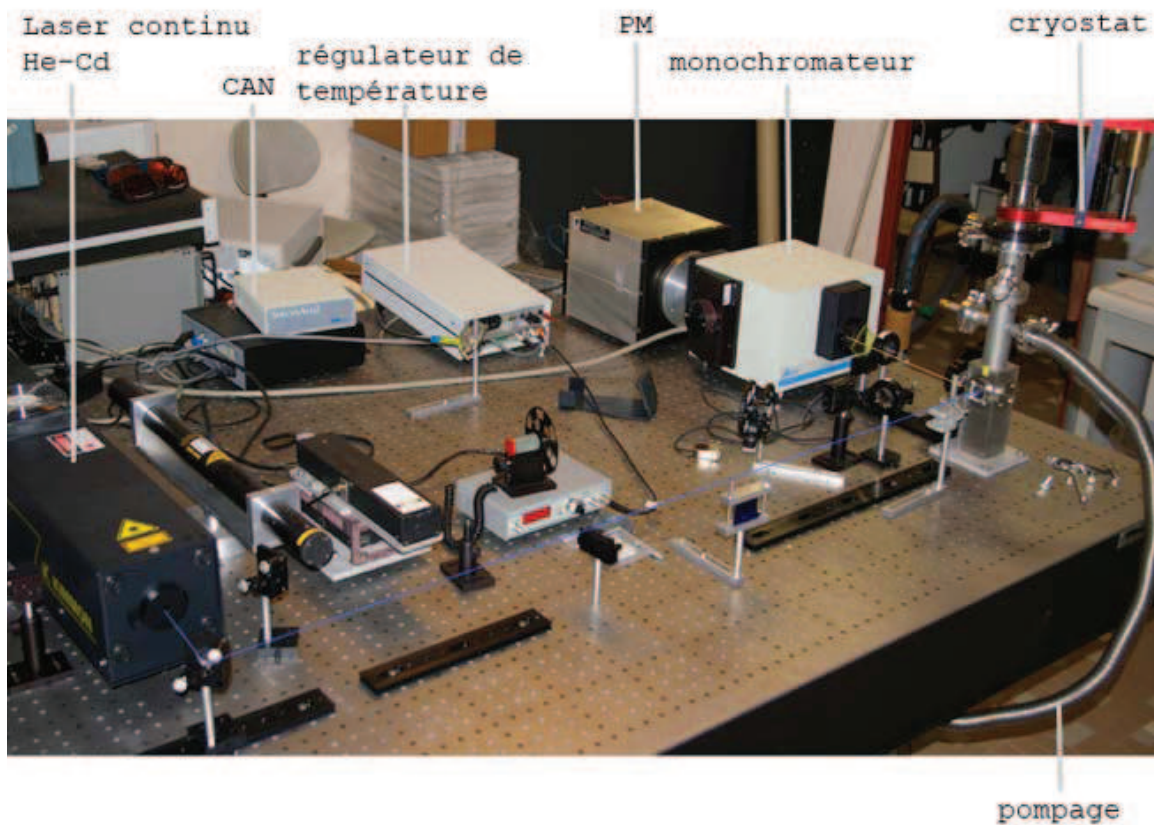 Laser continu
He-Cd
CAN
régulateur de
température
PM
monochromateur
cryostat
pompage